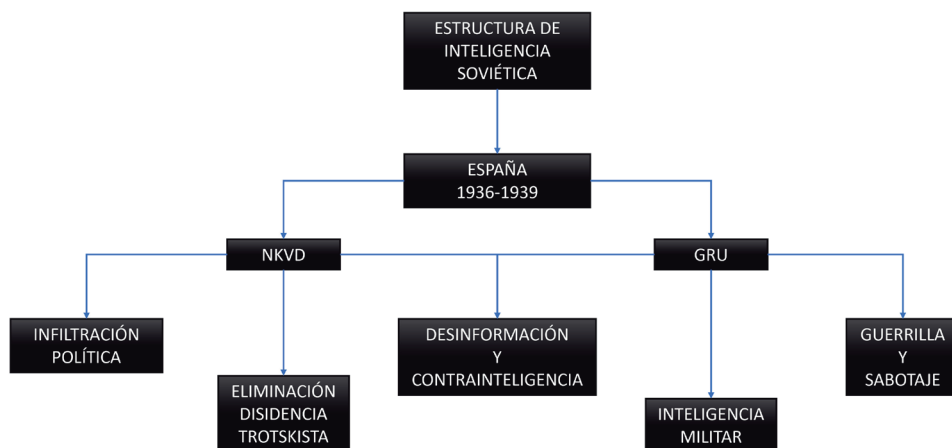 ESTRUCTURA DE
INTELIGENCIA
SOVIÉTICA
ESPAÑA
1936-1939
NKVD
GRU
INFILTRACIÓN
POLÍTICA
ELIMINACIÓN
DISIDENCIA
TROTSKISTA
DESINFORMACIÓN
Y
CONTRAINTELIGENCIA
INTELIGENCIA
MILITAR
GUERRILLA
Y
SABOTAJE